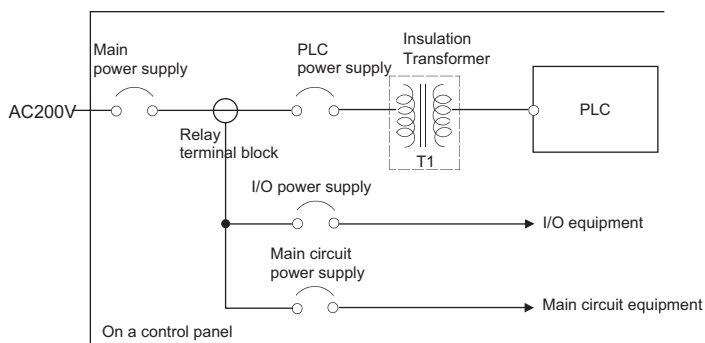 Main
power supply
PLC
power supply
Insulation
Transformer
AC200V
PLC
Relay
terminal block
T1
I/O power supply
I/O equipment
Main circuit
power supply
Main circuit equipment
On a control panel